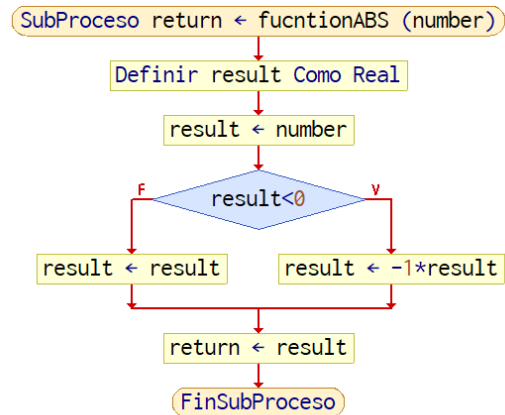 SubProceso return ← fucntionABS (number)
Definir result Como Real
result ← number
result<0
F
V
result ← result
result ← -1*result
return ← result
FinSubProceso